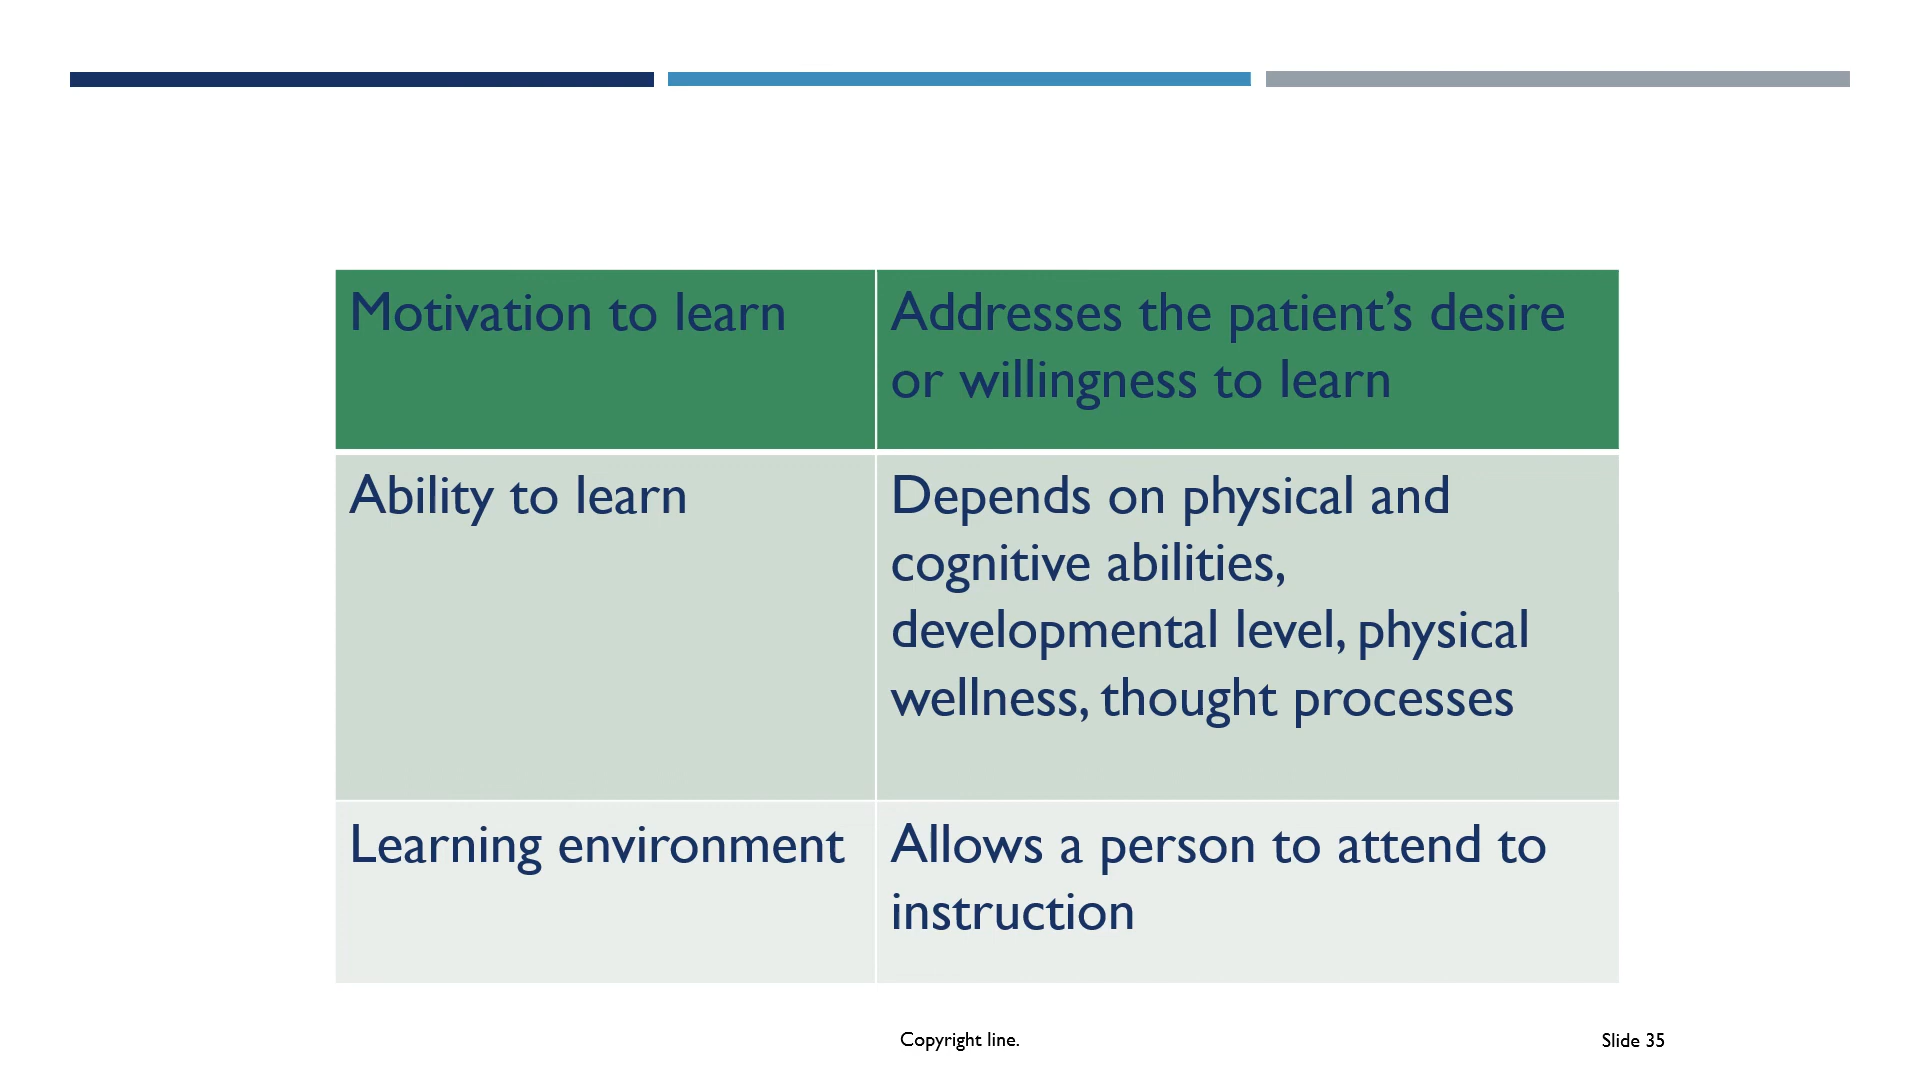 Motivation to learn
Addresses the patient’s desire
or willingness to learn
Ability to learn
Depends on physical and
cognitive abilities,
developmental level, physical
wellness, thought processes
Learning environment
Allows a person to attend to
instruction
Copyright line.
Slide 35